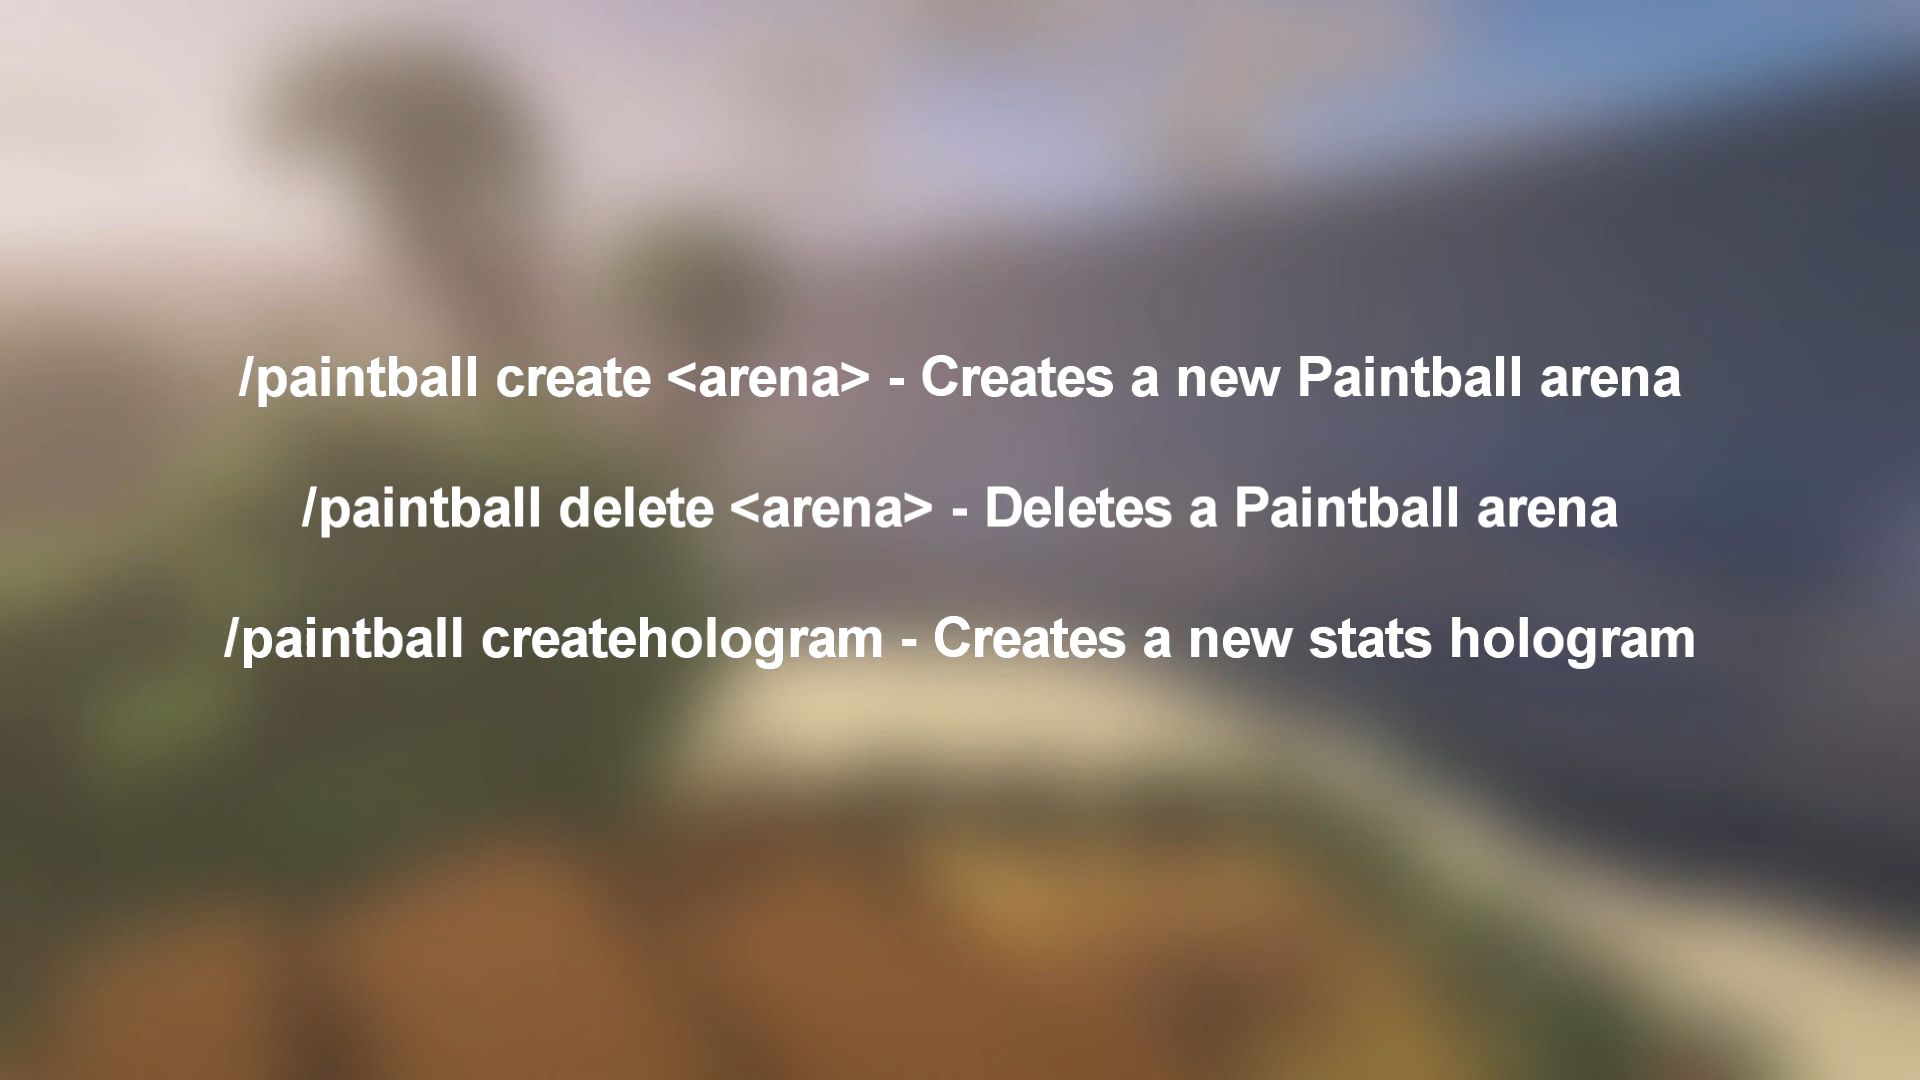 /paintball create <arena> - Creates a new Paintball arena
/paintball delete <arena> - Deletes a Paintball arena
/paintball createhologram - Creates a new stats hologram